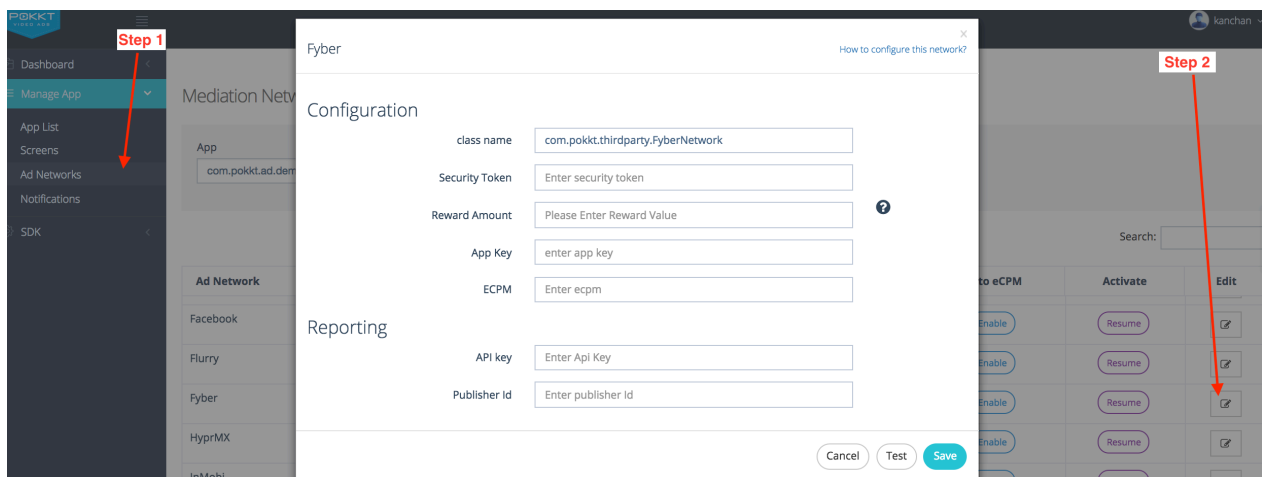 POKKT
VIDEO ADS
kanchan
Step 1
Step 2
Dashboard
Manage App
App List
Screens
Ad Networks
Notifications
SDK
Mediation Netw
App
com.pokkt.ad.dem
Search:
Fyber
x
How to configure this network?
Configuration
class name com.pokkt.thirdparty.FyberNetwork
Security Token Enter security token
Reward Amount Please Enter Reward Value ?
App Key enter app key
ECPM Enter ecpm
Reporting
API key Enter Api Key
Publisher Id Enter publisher Id
Cancel Test Save
Ad Network to eCPM Activate Edit
Facebook Enable Resume
Flurry Enable Resume
Fyber Enable Resume
HyprMX Enable Resume
InMobi